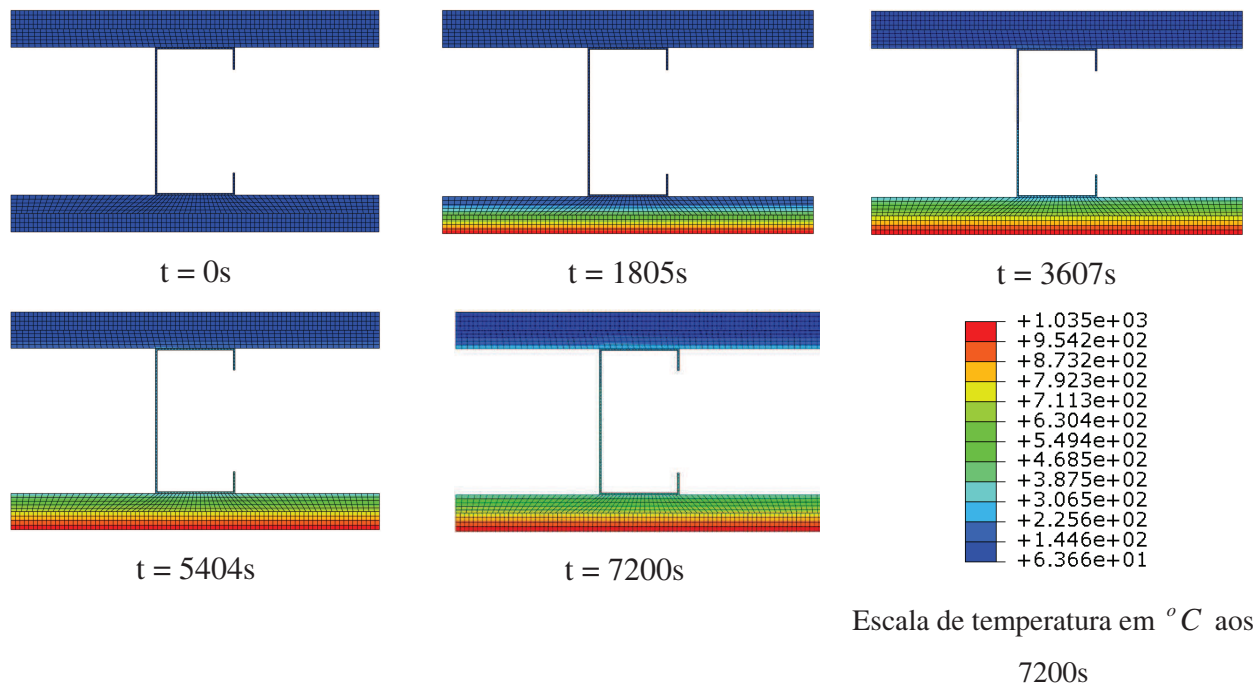 t = 0s
t = 1805s
t = 3607s
t = 5404s
t = 7200s
+1.035e+03
+9.542e+02
+8.732e+02
+7.923e+02
+7.113e+02
+6.304e+02
+5.494e+02
+4.685e+02
+3.875e+02
+3.065e+02
+2.256e+02
+1.446e+02
+6.366e+01
Escala de temperatura em °C aos
7200s